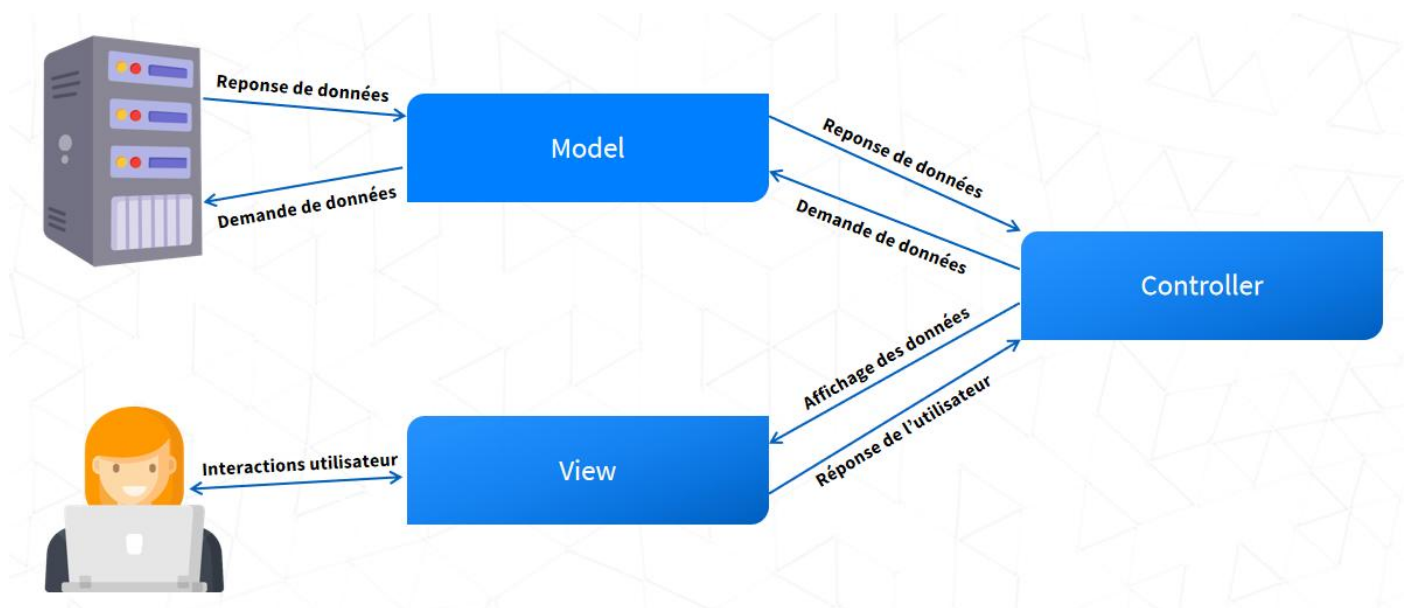 Reponse de données
Model
Demande de données
Reponse de données
Demande de données
Controller
Affichage des données
Réponse de l'utilisateur
Interactions utilisateur
View